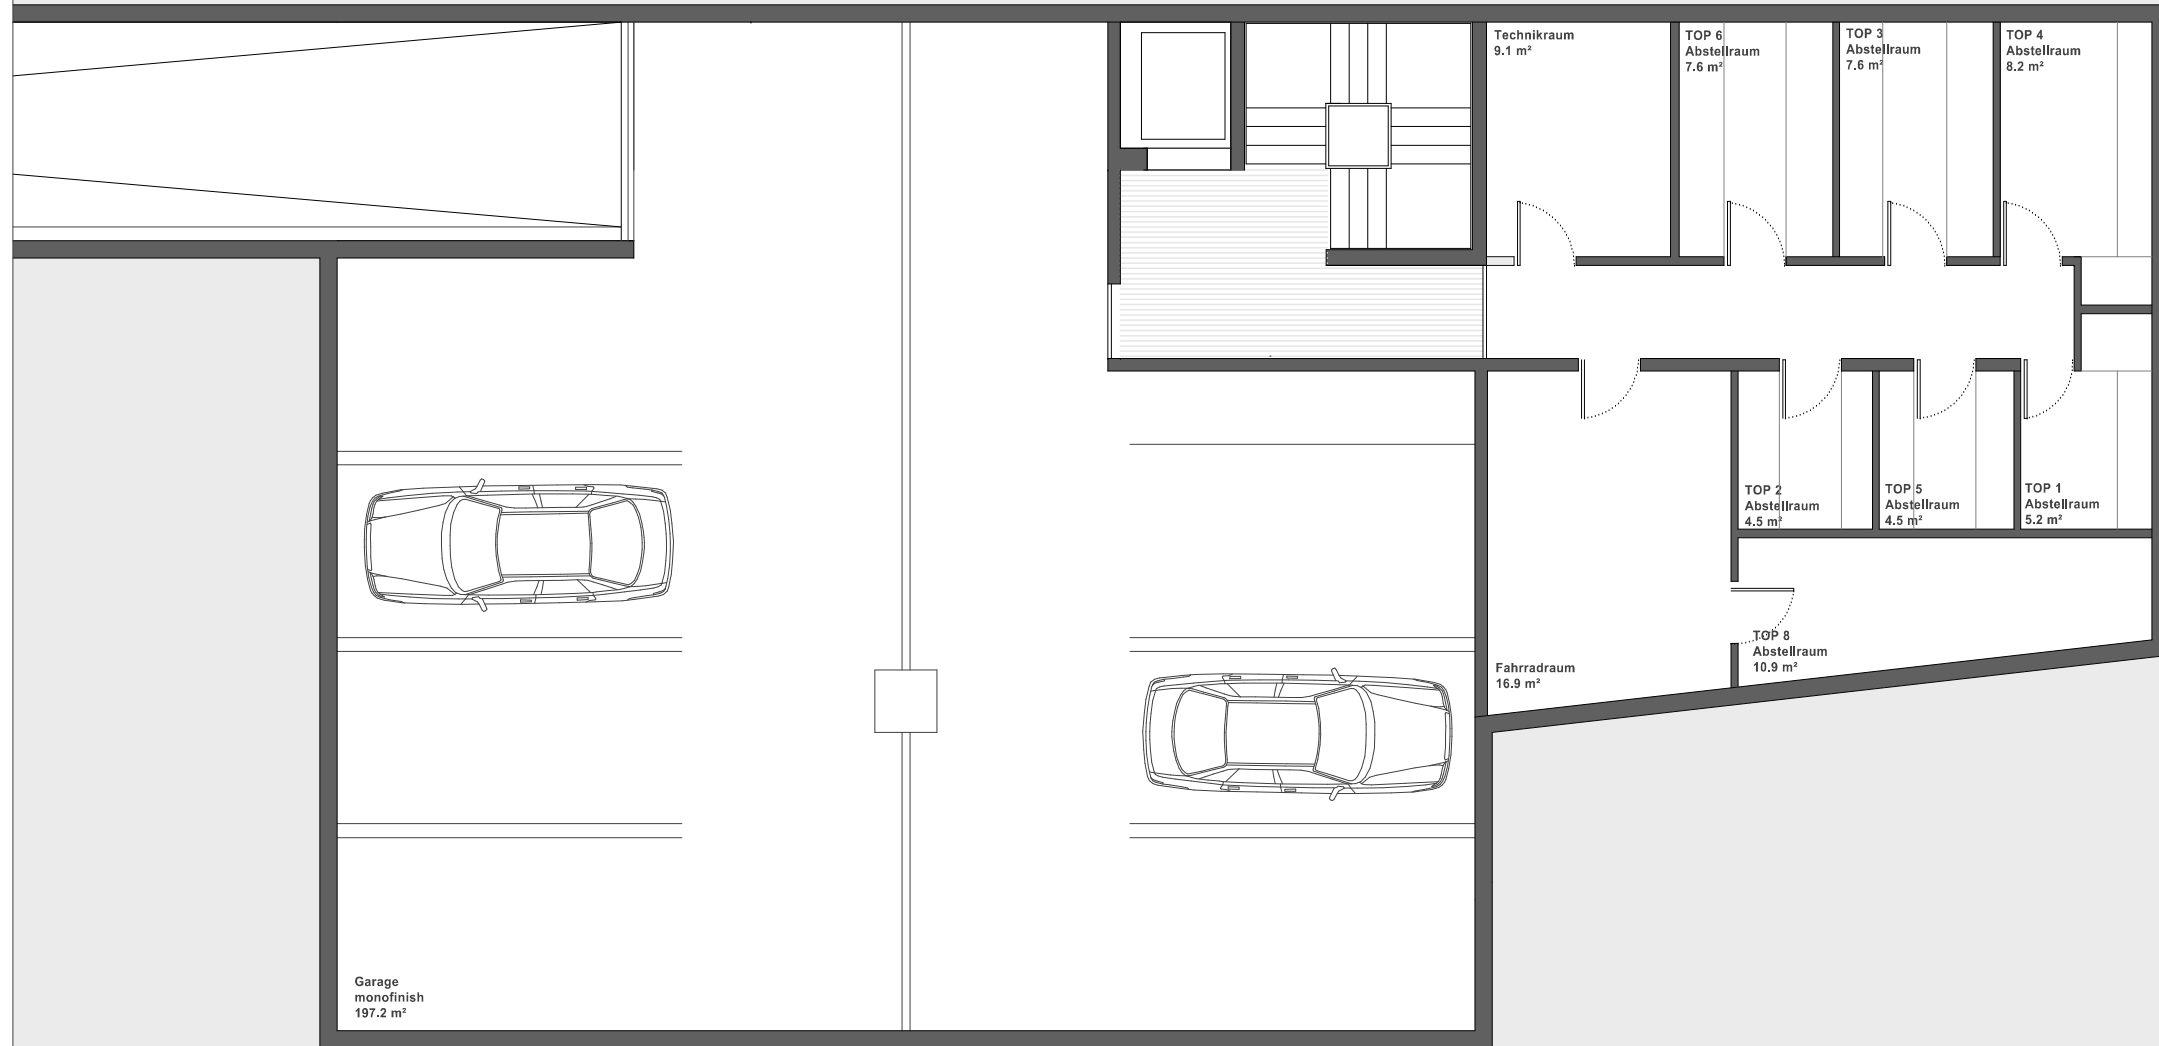 Technikraum
9.1 m²
TOP 6
Abstellraum
7.6 m²
TOP 3
Abstellraum
7.6 m²
TOP 4
Abstellraum
8.2 m²
TOP 2
Abstellraum
4.5 m²
TOP 5
Abstellraum
4.5 m²
TOP 1
Abstellraum
5.2 m²
TOP 8
Abstellraum
10.9 m²
Fahrradraum
16.9 m²
Garage
monofinish
197.2 m²